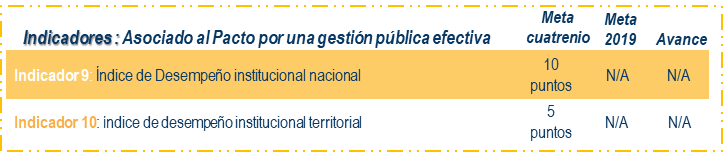 Indicadores : Asociado al Pacto por una gestión pública efectiva
Meta cuatrenio
Meta 2019
Avance
Indicador 9: Índice de Desempeño institucional nacional
10 puntos
N/A
N/A
Indicador 10: índice de desempeño institucional territorial
5 puntos
N/A
N/A